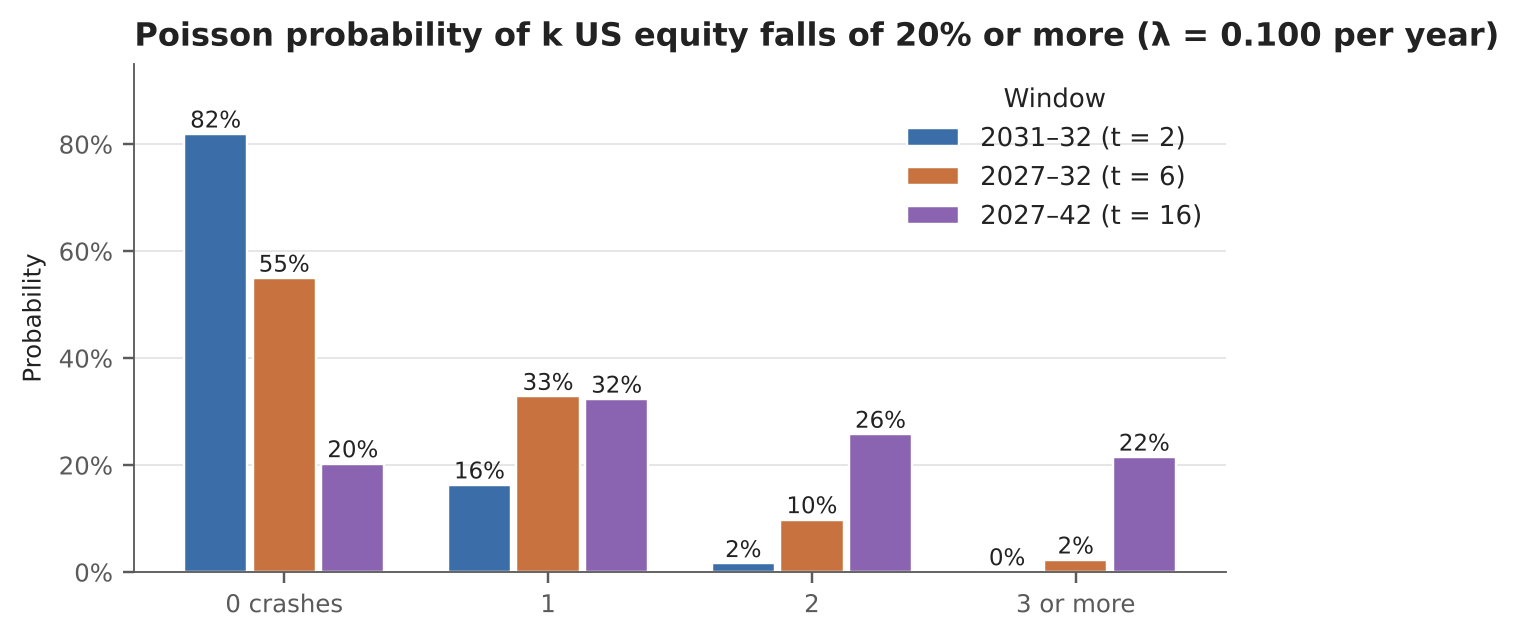 Poisson probability of k US equity falls of 20% or more (λ = 0.100 per year)
Window
2031–32 (t = 2)
2027–32 (t = 6)
2027–42 (t = 16)
Probability
80%
60%
40%
20%
0%
82%
55%
20%
16%
33%
32%
2%
10%
26%
0%
2%
22%
0 crashes
1
2
3 or more